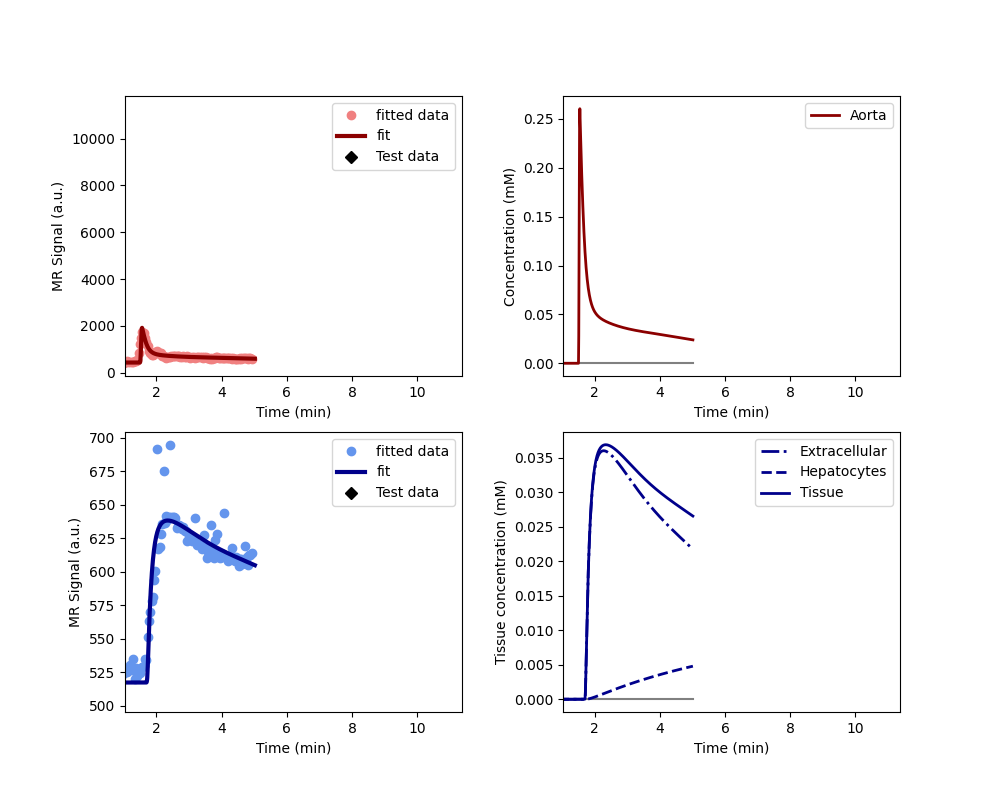 10000
8000
6000
4000
2000
0
MR Signal (a.u.)
2 4 6 8 10
Time (min)
fitted data
fit
Test data
0.25
0.20
0.15
0.10
0.05
0.00
Concentration (mM)
2 4 6 8 10
Time (min)
Aorta
700
675
650
625
600
575
550
525
500
MR Signal (a.u.)
2 4 6 8 10
Time (min)
fitted data
fit
Test data
0.035
0.030
0.025
0.020
0.015
0.010
0.005
0.000
Tissue concentration (mM)
2 4 6 8 10
Time (min)
Extracellular
Hepatocytes
Tissue